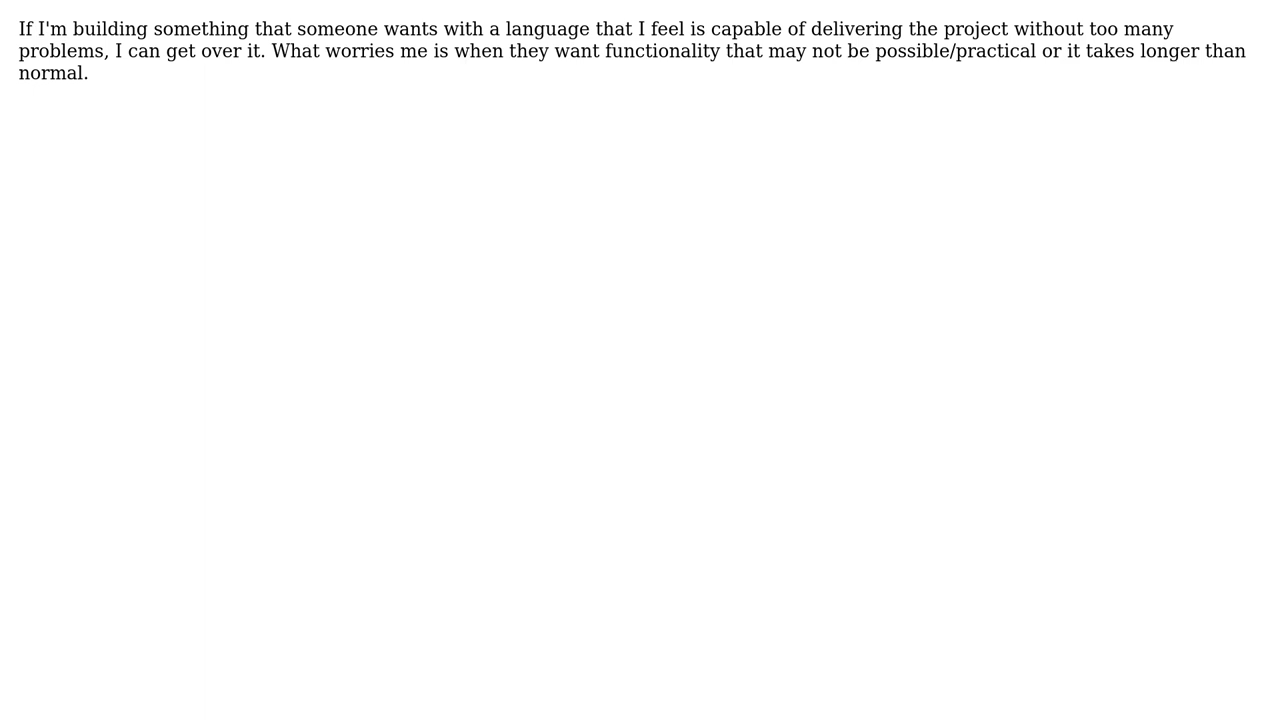 If I'm building something that someone wants with a language that I feel is capable of delivering the project without too many
problems, I can get over it. What worries me is when they want functionality that may not be possible/practical or it takes longer than
normal.